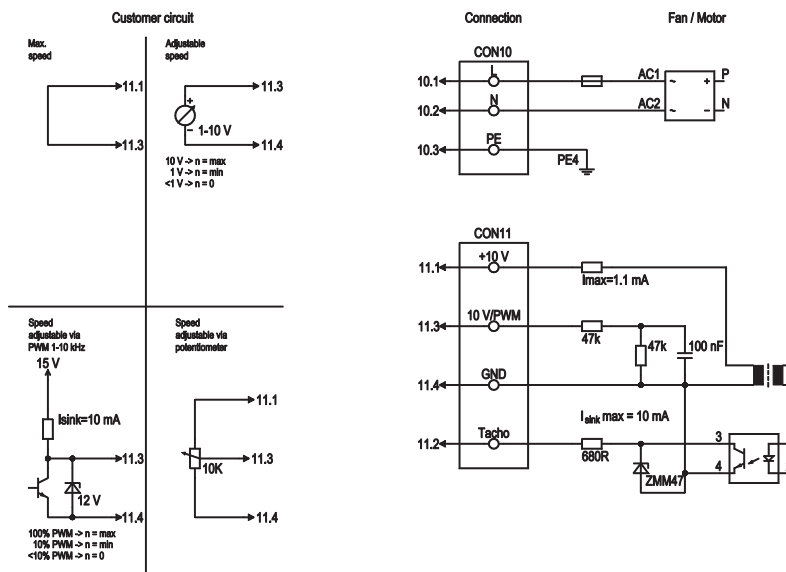 Customer circuit
Max.
speed
11.1
11.3
Adjustable
speed
11.3
+
1-10 V
−
11.4
10 V -> n = max
1 V -> n = min
<1 V -> n = 0
Speed
adjustable via
PWM 1-10 kHz
15 V
Isink=10 mA
11.3
12 V
11.4
100% PWM -> n = max
10% PWM -> n = min
<10% PWM -> n = 0
Speed
adjustable via
potentiometer
11.1
11.3
10K
11.4
Connection
Fan / Motor
CON10
10.1
L
AC1
~
+
P
10.2
N
AC2
~
−
N
10.3
PE
PE4
CON11
11.1
+10 V
Imax=1.1 mA
11.3
10 V/PWM
47k
47k
100 nF
11.4
GND
Isink max = 10 mA
11.2
Tacho
680R
3
4
ZMM47